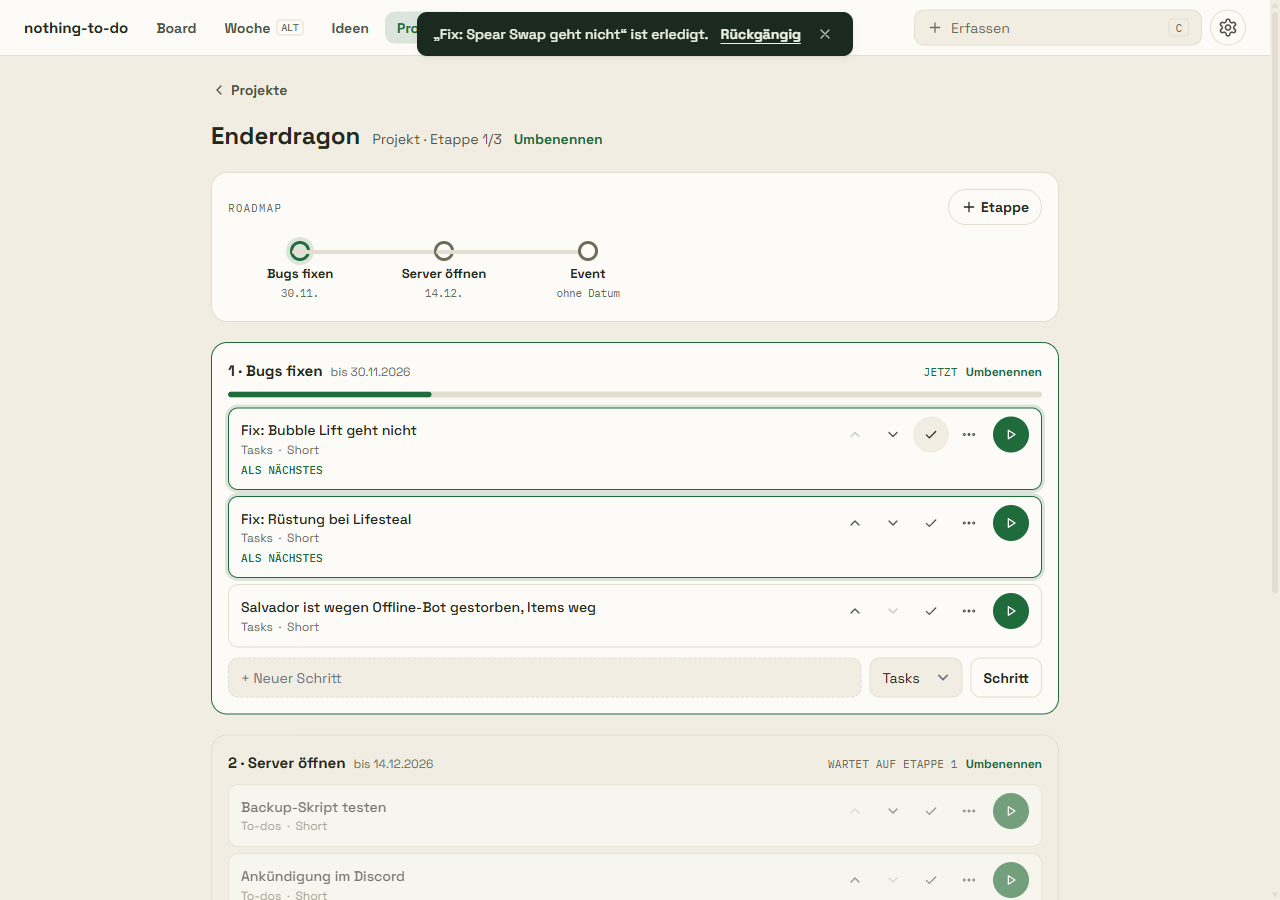 nothing-to-do Board Woche ALT Ideen
„Fix: Spear Swap geht nicht“ ist erledigt. Rückgängig
Erfassen C
Projekte
Enderdragon Projekt · Etappe 1/3 Umbenennen
ROADMAP
+ Etappe
Bugs fixen Server öffnen Event
30.11. 14.12. ohne Datum
1 · Bugs fixen bis 30.11.2026 JETZT Umbenennen
Fix: Bubble Lift geht nicht
Tasks · Short
ALS NÄCHSTES
Fix: Rüstung bei Lifesteal
Tasks · Short
ALS NÄCHSTES
Salvador ist wegen Offline-Bot gestorben, Items weg
Tasks · Short
+ Neuer Schritt Tasks Schritt
2 · Server öffnen bis 14.12.2026 WARTET AUF ETAPPE 1 Umbenennen
Backup-Skript testen
To-dos · Short
Ankündigung im Discord
To-dos · Short